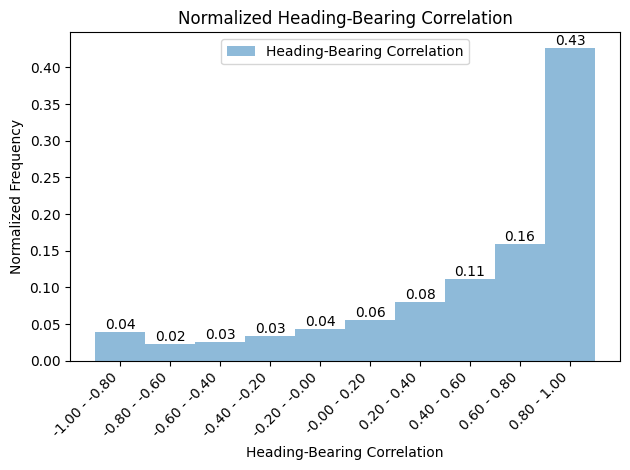 Normalized Heading-Bearing Correlation
Heading-Bearing Correlation
Normalized Frequency
0.40
0.35
0.30
0.25
0.20
0.15
0.10
0.05
0.00
0.04
0.02
0.03
0.03
0.04
0.06
0.08
0.11
0.16
0.43
-1.00 - -0.80
-0.80 - -0.60
-0.60 - -0.40
-0.40 - -0.20
-0.20 - -0.00
-0.00 - 0.20
0.20 - 0.40
0.40 - 0.60
0.60 - 0.80
0.80 - 1.00
Heading-Bearing Correlation